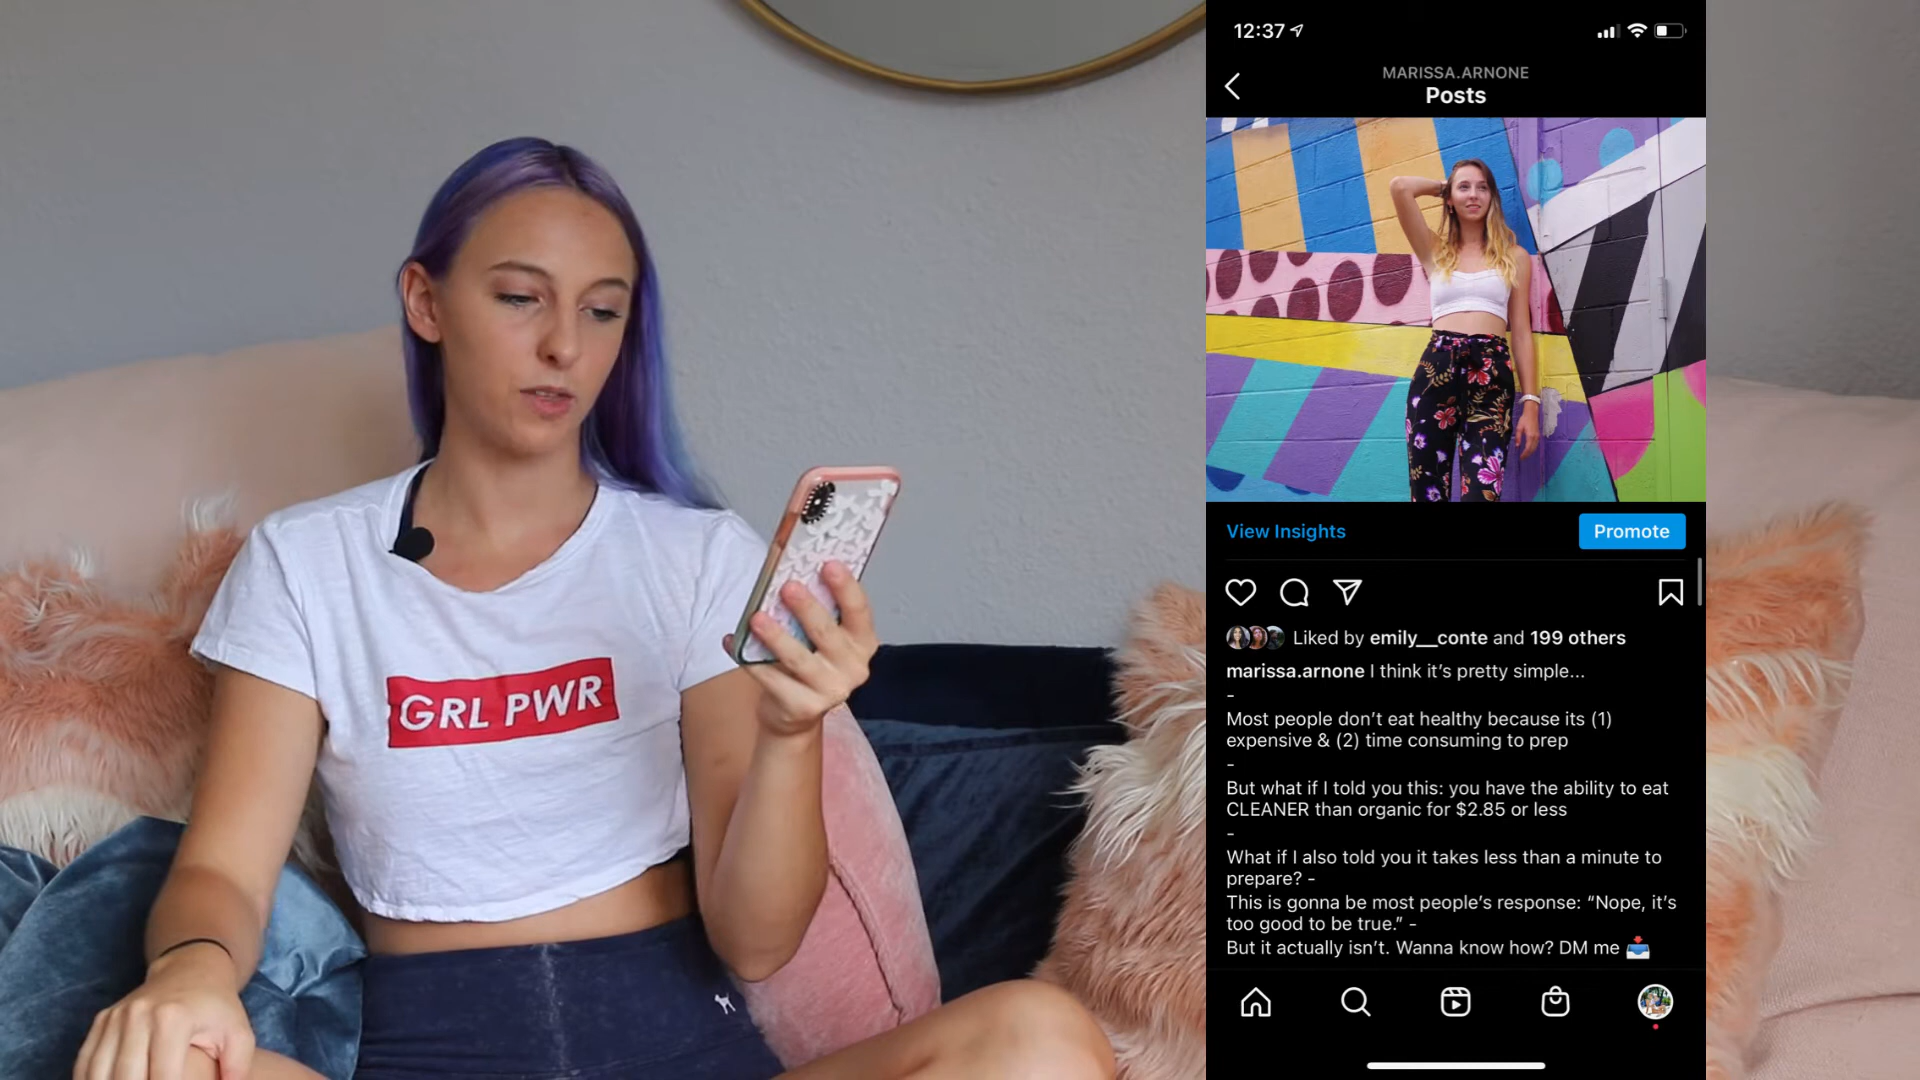 GRL PWR
12:37
MARISSA.ARNONE
Posts
View Insights
Promote
Liked by emily__conte and 199 others
marissa.arnone I think it's pretty simple...
-
Most people don't eat healthy because its (1)
expensive & (2) time consuming to prep
-
But what if I told you this: you have the ability to eat
CLEANER than organic for $2.85 or less
-
What if I also told you it takes less than a minute to
prepare? -
This is gonna be most people's response: “Nope, it's
too good to be true.” -
But it actually isn't. Wanna know how? DM me 📥